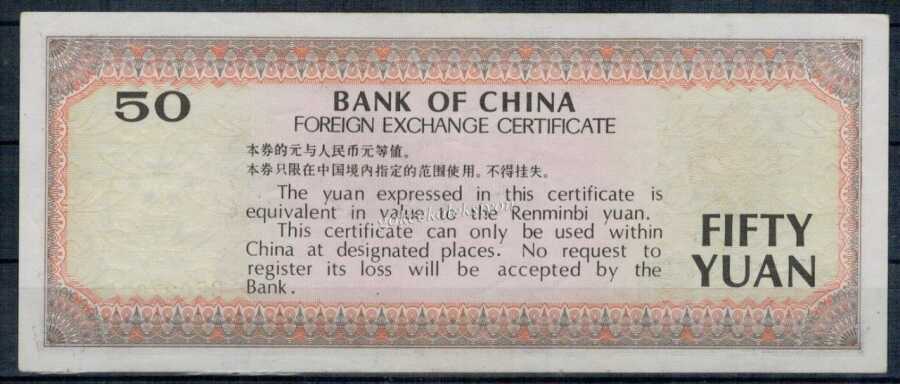 50
BANK OF CHINA
FOREIGN EXCHANGE CERTIFICATE
本券的元与人民币元等值。
本券只限在中国境内指定的范围使用。不得挂失。
The yuan expressed in this certificate is
equivalent in value to the Renminbi yuan.
This certificate can only be used within
China at designated places. No request to
register its loss will be accepted by the
Bank.
FIFTY
YUAN